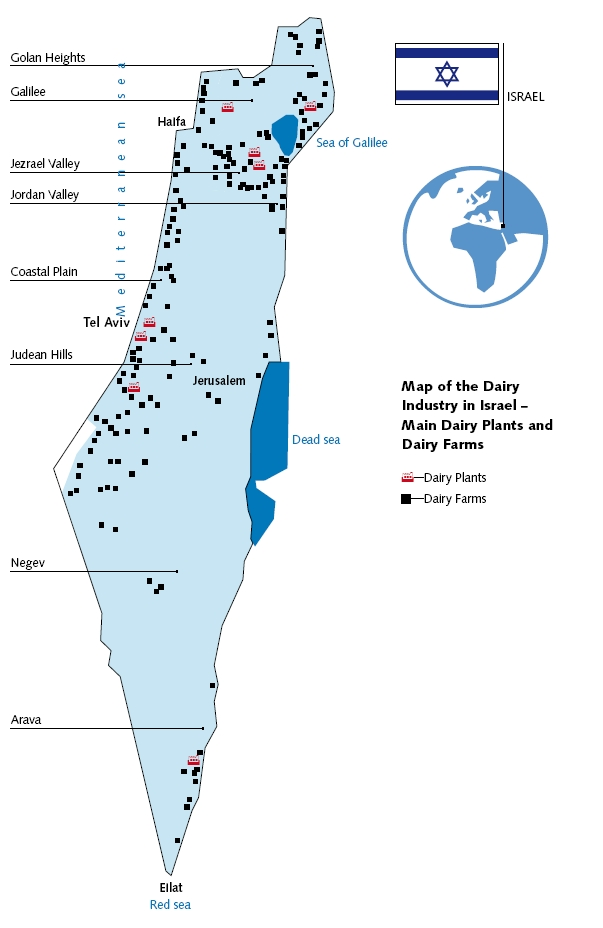 Golan Heights
Galilee
Haifa
Jezrael Valley
Jordan Valley
Mediterranean sea
Coastal Plain
Tel Aviv
Judean Hills
Jerusalem
Negev
Arava
Eilat
Red sea
Sea of Galilee
Dead sea
ISRAEL
Map of the Dairy
Industry in Israel –
Main Dairy Plants and
Dairy Farms
Dairy Plants
Dairy Farms